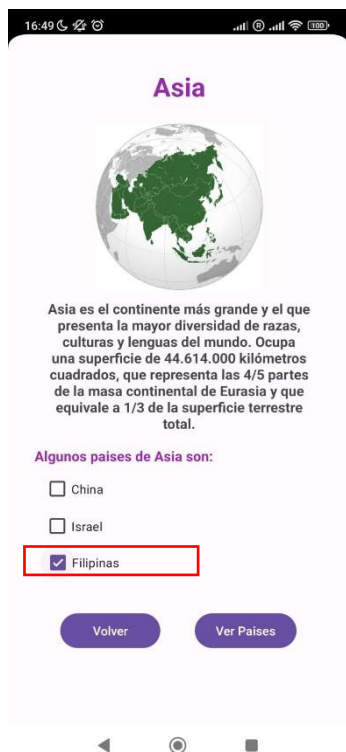 16:49
100
Asia
Asia es el continente más grande y el que
presenta la mayor diversidad de razas,
culturas y lenguas del mundo. Ocupa
una superficie de 44.614.000 kilómetros
cuadrados, que representa las 4/5 partes
de la masa continental de Eurasia y que
equivale a 1/3 de la superficie terrestre
total.
Algunos paises de Asia son:
China
Israel
Filipinas
Volver
Ver Paises